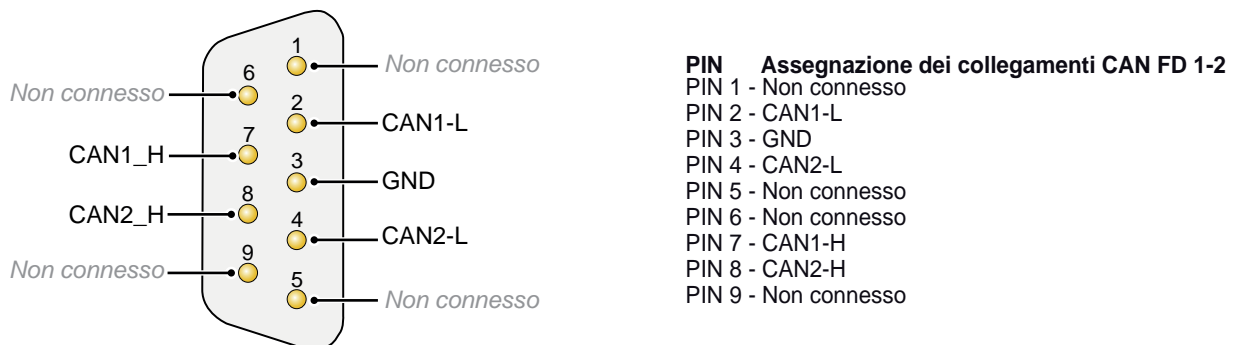 1
Non connesso
6
Non connesso
2
CAN1-L
7
CAN1_H
3
GND
8
CAN2_H
4
CAN2-L
9
Non connesso
5
Non connesso
PIN Assegnazione dei collegamenti CAN FD 1-2
PIN 1 - Non connesso
PIN 2 - CAN1-L
PIN 3 - GND
PIN 4 - CAN2-L
PIN 5 - Non connesso
PIN 6 - Non connesso
PIN 7 - CAN1-H
PIN 8 - CAN2-H
PIN 9 - Non connesso